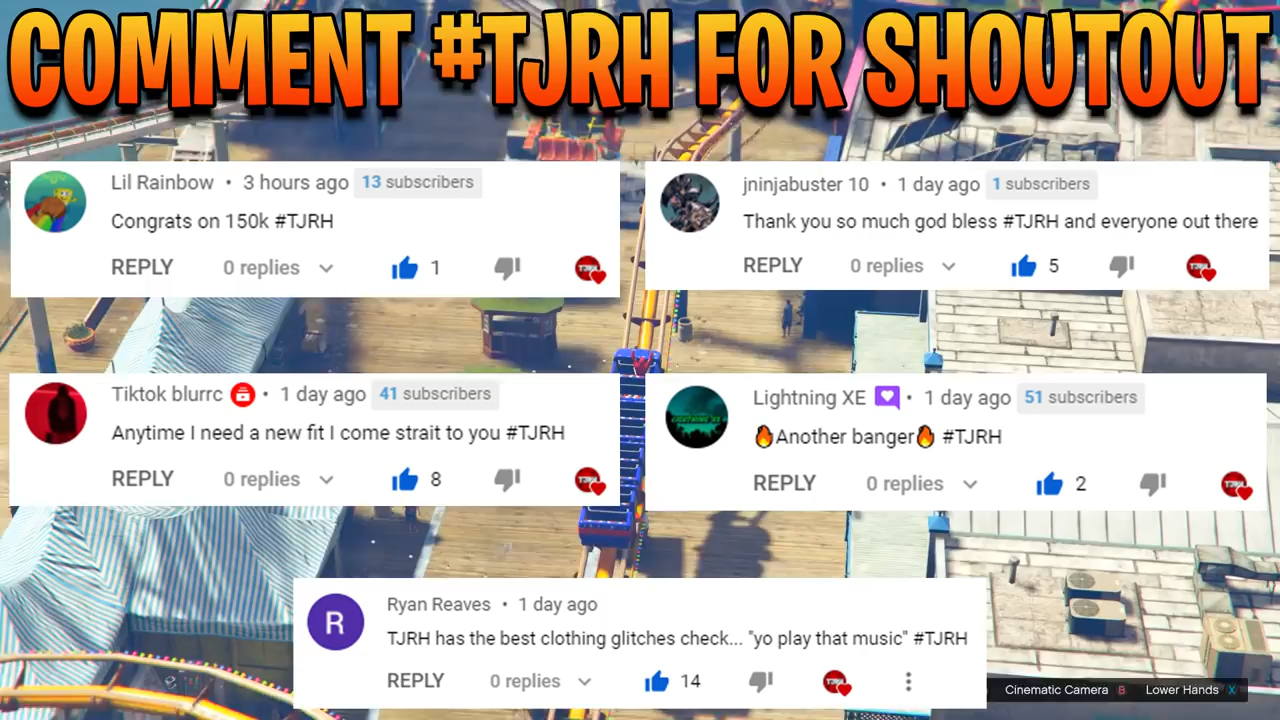 COMMENT #TJRH FOR SHOUTOUT
Lil Rainbow • 3 hours ago 13 subscribers
Congrats on 150k #TJRH
REPLY 0 replies 1
jninjabuster 10 • 1 day ago 1 subscribers
Thank you so much god bless #TJRH and everyone out there
REPLY 0 replies 5
Tiktok blurrc • 1 day ago 41 subscribers
Anytime I need a new fit I come strait to you #TJRH
REPLY 0 replies 8
Lightning XE • 1 day ago 51 subscribers
🔥Another banger🔥 #TJRH
REPLY 0 replies 2
R
Ryan Reaves • 1 day ago
TJRH has the best clothing glitches check... "yo play that music" #TJRH
REPLY 0 replies 14
Cinematic Camera B Lower Hands X